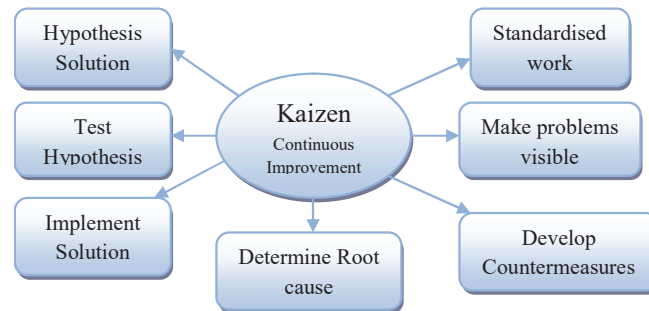 Hypothesis
Solution
Standardised
work
Kaizen
Continuous
Improvement
Test
Hypothesis
Make problems
visible
Implement
Solution
Determine Root
cause
Develop
Countermeasures